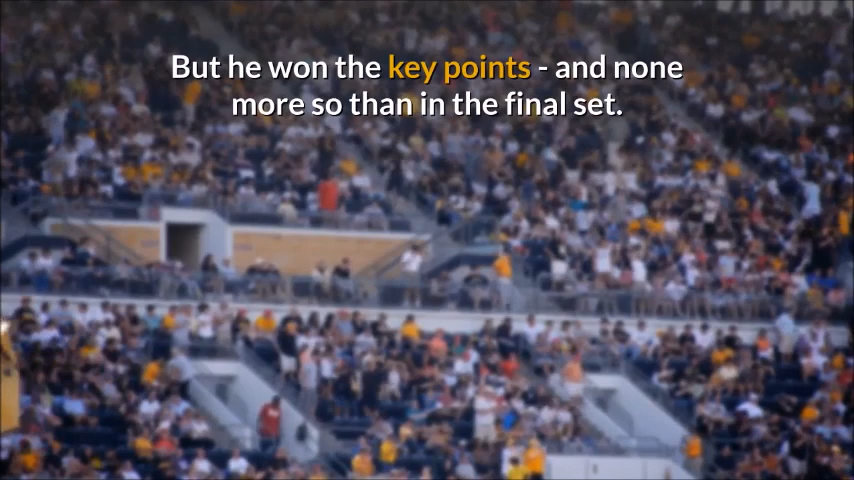 But he won the key points - and none
more so than in the final set.